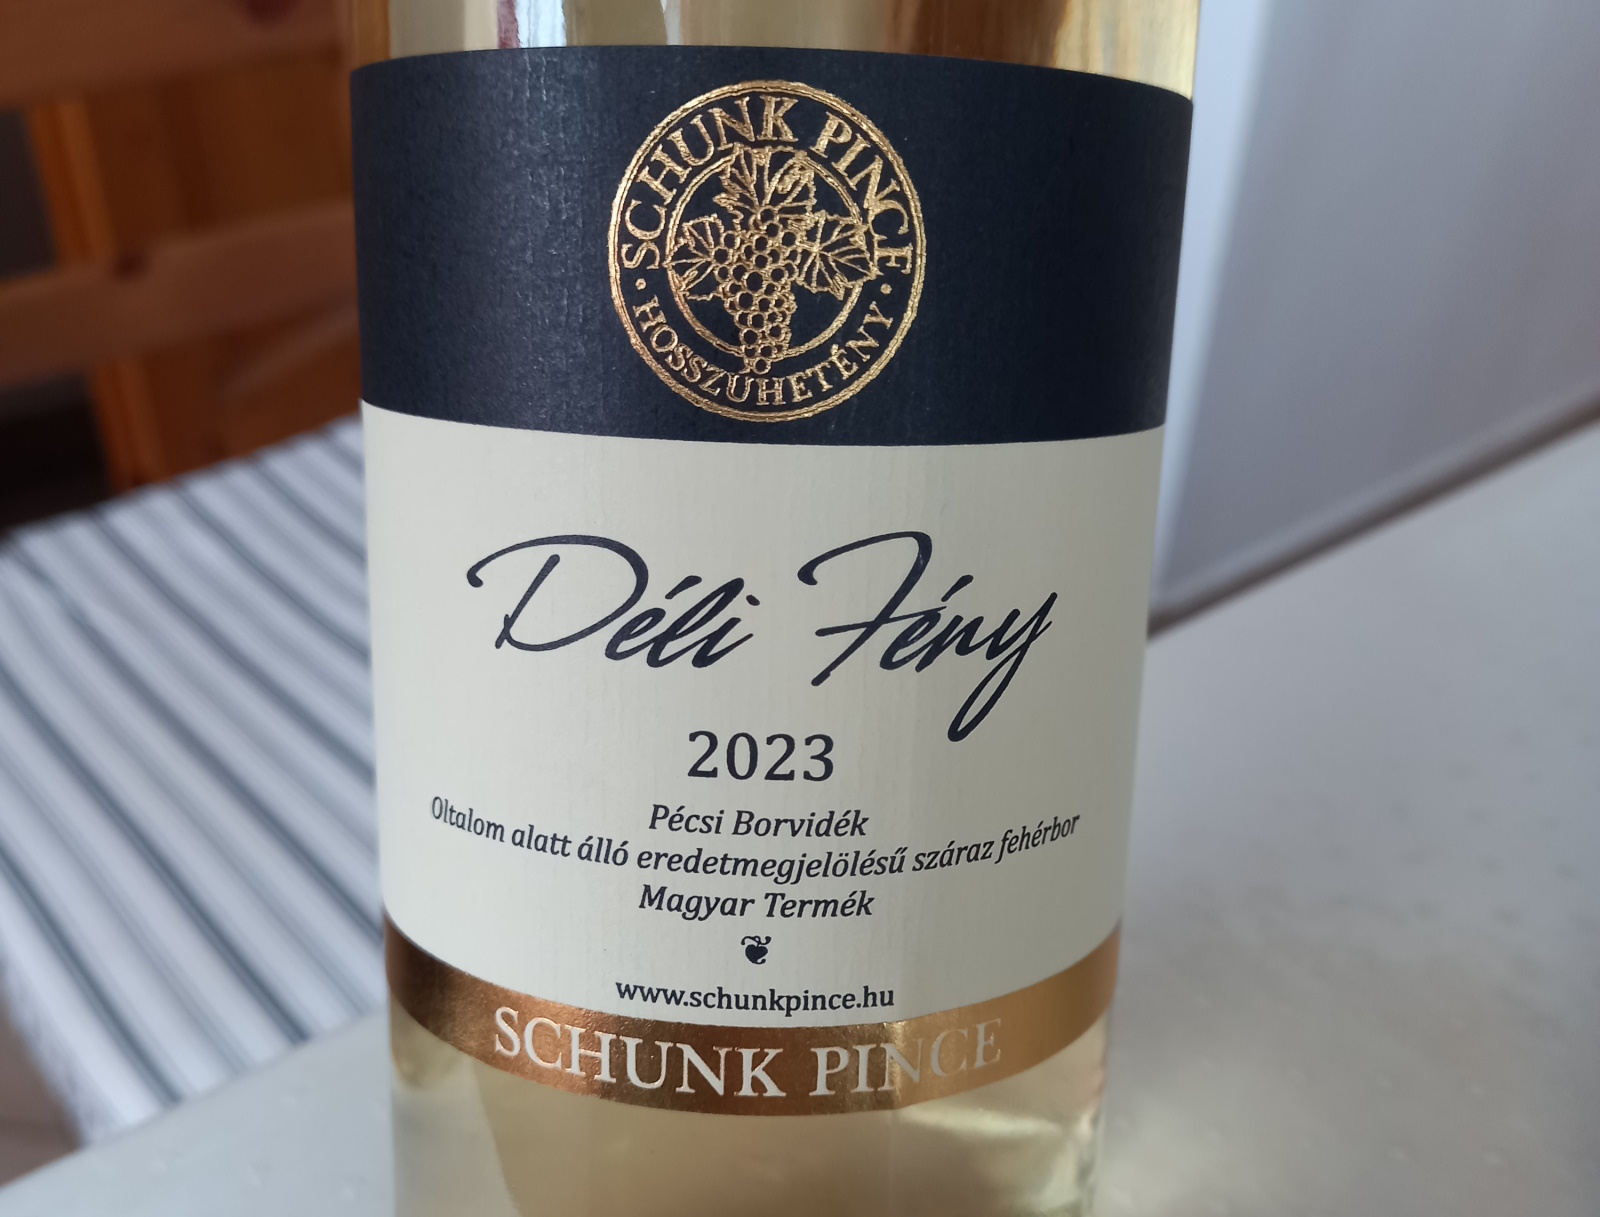 SCHUNK PINCE
• HOSSZÚHETÉNY •
Déli Fény
2023
Pécsi Borvidék
Oltalom alatt álló eredetmegjelölésű száraz fehérbor
Magyar Termék
www.schunkpince.hu
SCHUNK PINCE